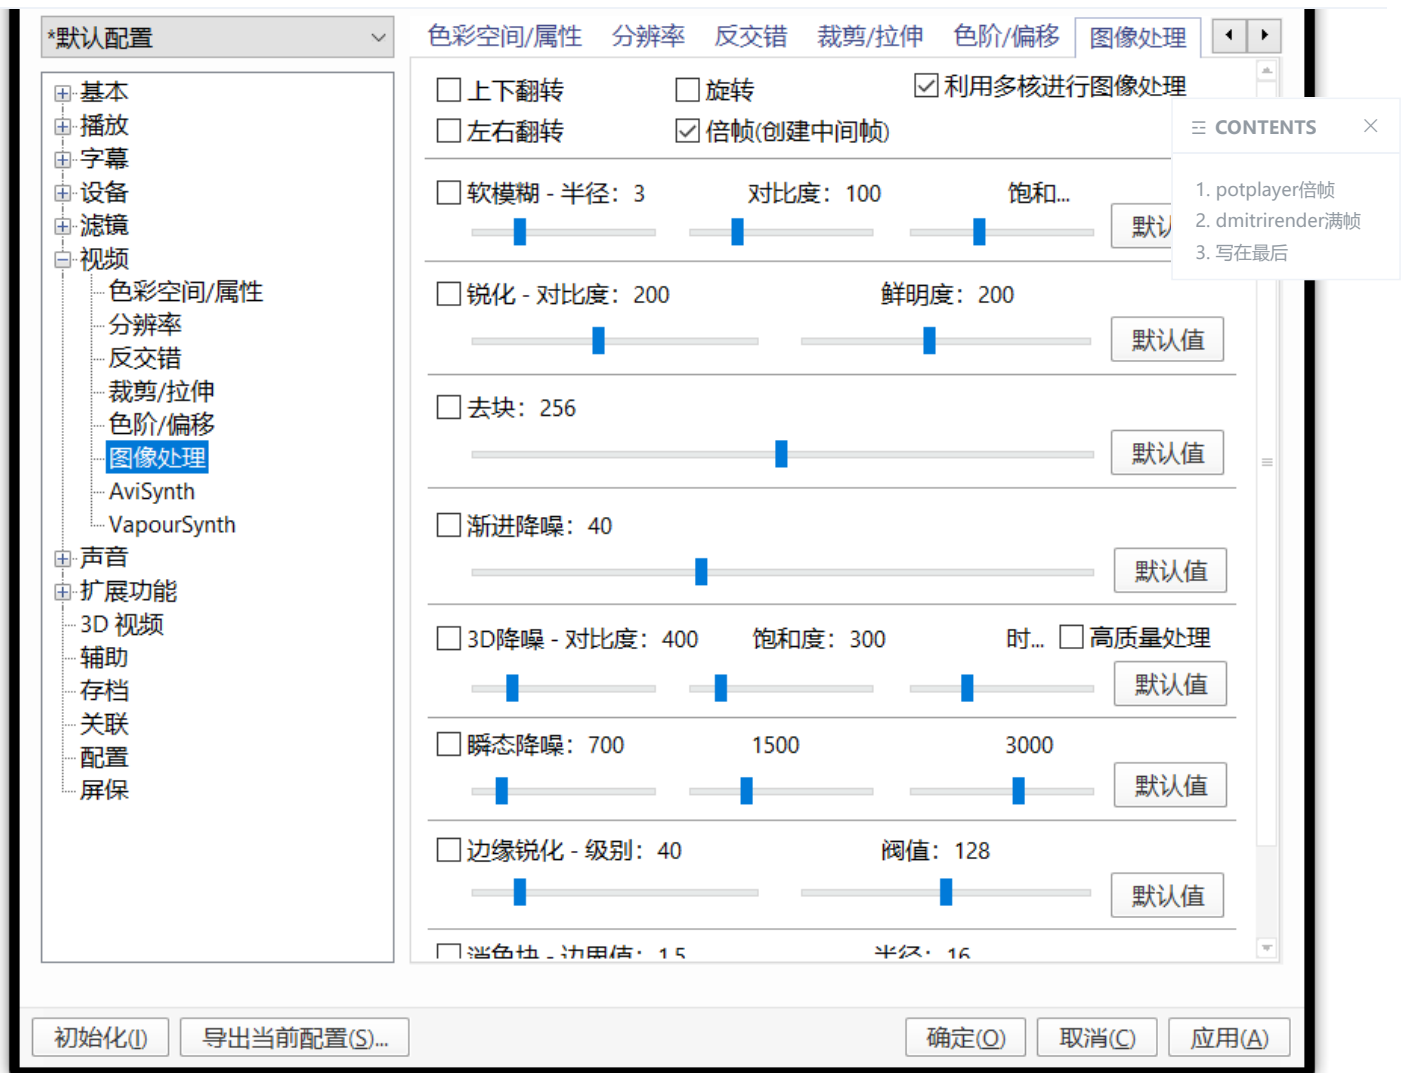 *默认配置
色彩空间/属性 分辨率 反交错 裁剪/拉伸 色阶/偏移 图像处理
基本
播放
字幕
设备
滤镜
视频
色彩空间/属性
分辨率
反交错
裁剪/拉伸
色阶/偏移
图像处理
AviSynth
VapourSynth
声音
扩展功能
3D 视频
辅助
存档
关联
配置
屏保
上下翻转 旋转 利用多核进行图像处理
左右翻转 倍帧(创建中间帧)
软模糊 - 半径：3 对比度：100 饱和...
锐化 - 对比度：200 鲜明度：200
默认值
去块：256
默认值
渐进降噪：40
默认值
3D降噪 - 对比度：400 饱和度：300 时... 高质量处理
默认值
瞬态降噪：700 1500 3000
默认值
边缘锐化 - 级别：40 阀值：128
默认值
消色块 - 边界值：1.5 半径：16
CONTENTS
1. potplayer倍帧
2. dmitrirender满帧
3. 写在最后
初始化(I) 导出当前配置(S)... 确定(O) 取消(C) 应用(A)